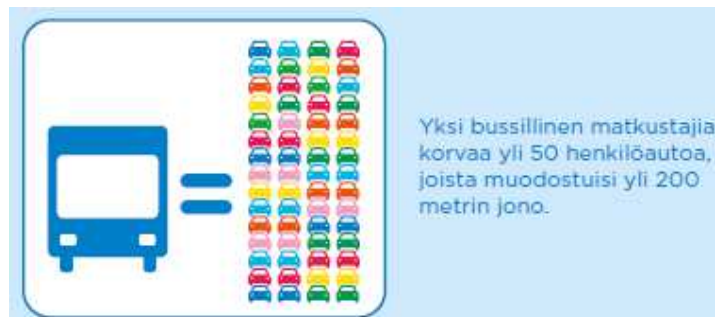 Yksi bussillinen matkustajia
korvaa yli 50 henkilöautoa,
joista muodostuisi yli 200
metrin jono.